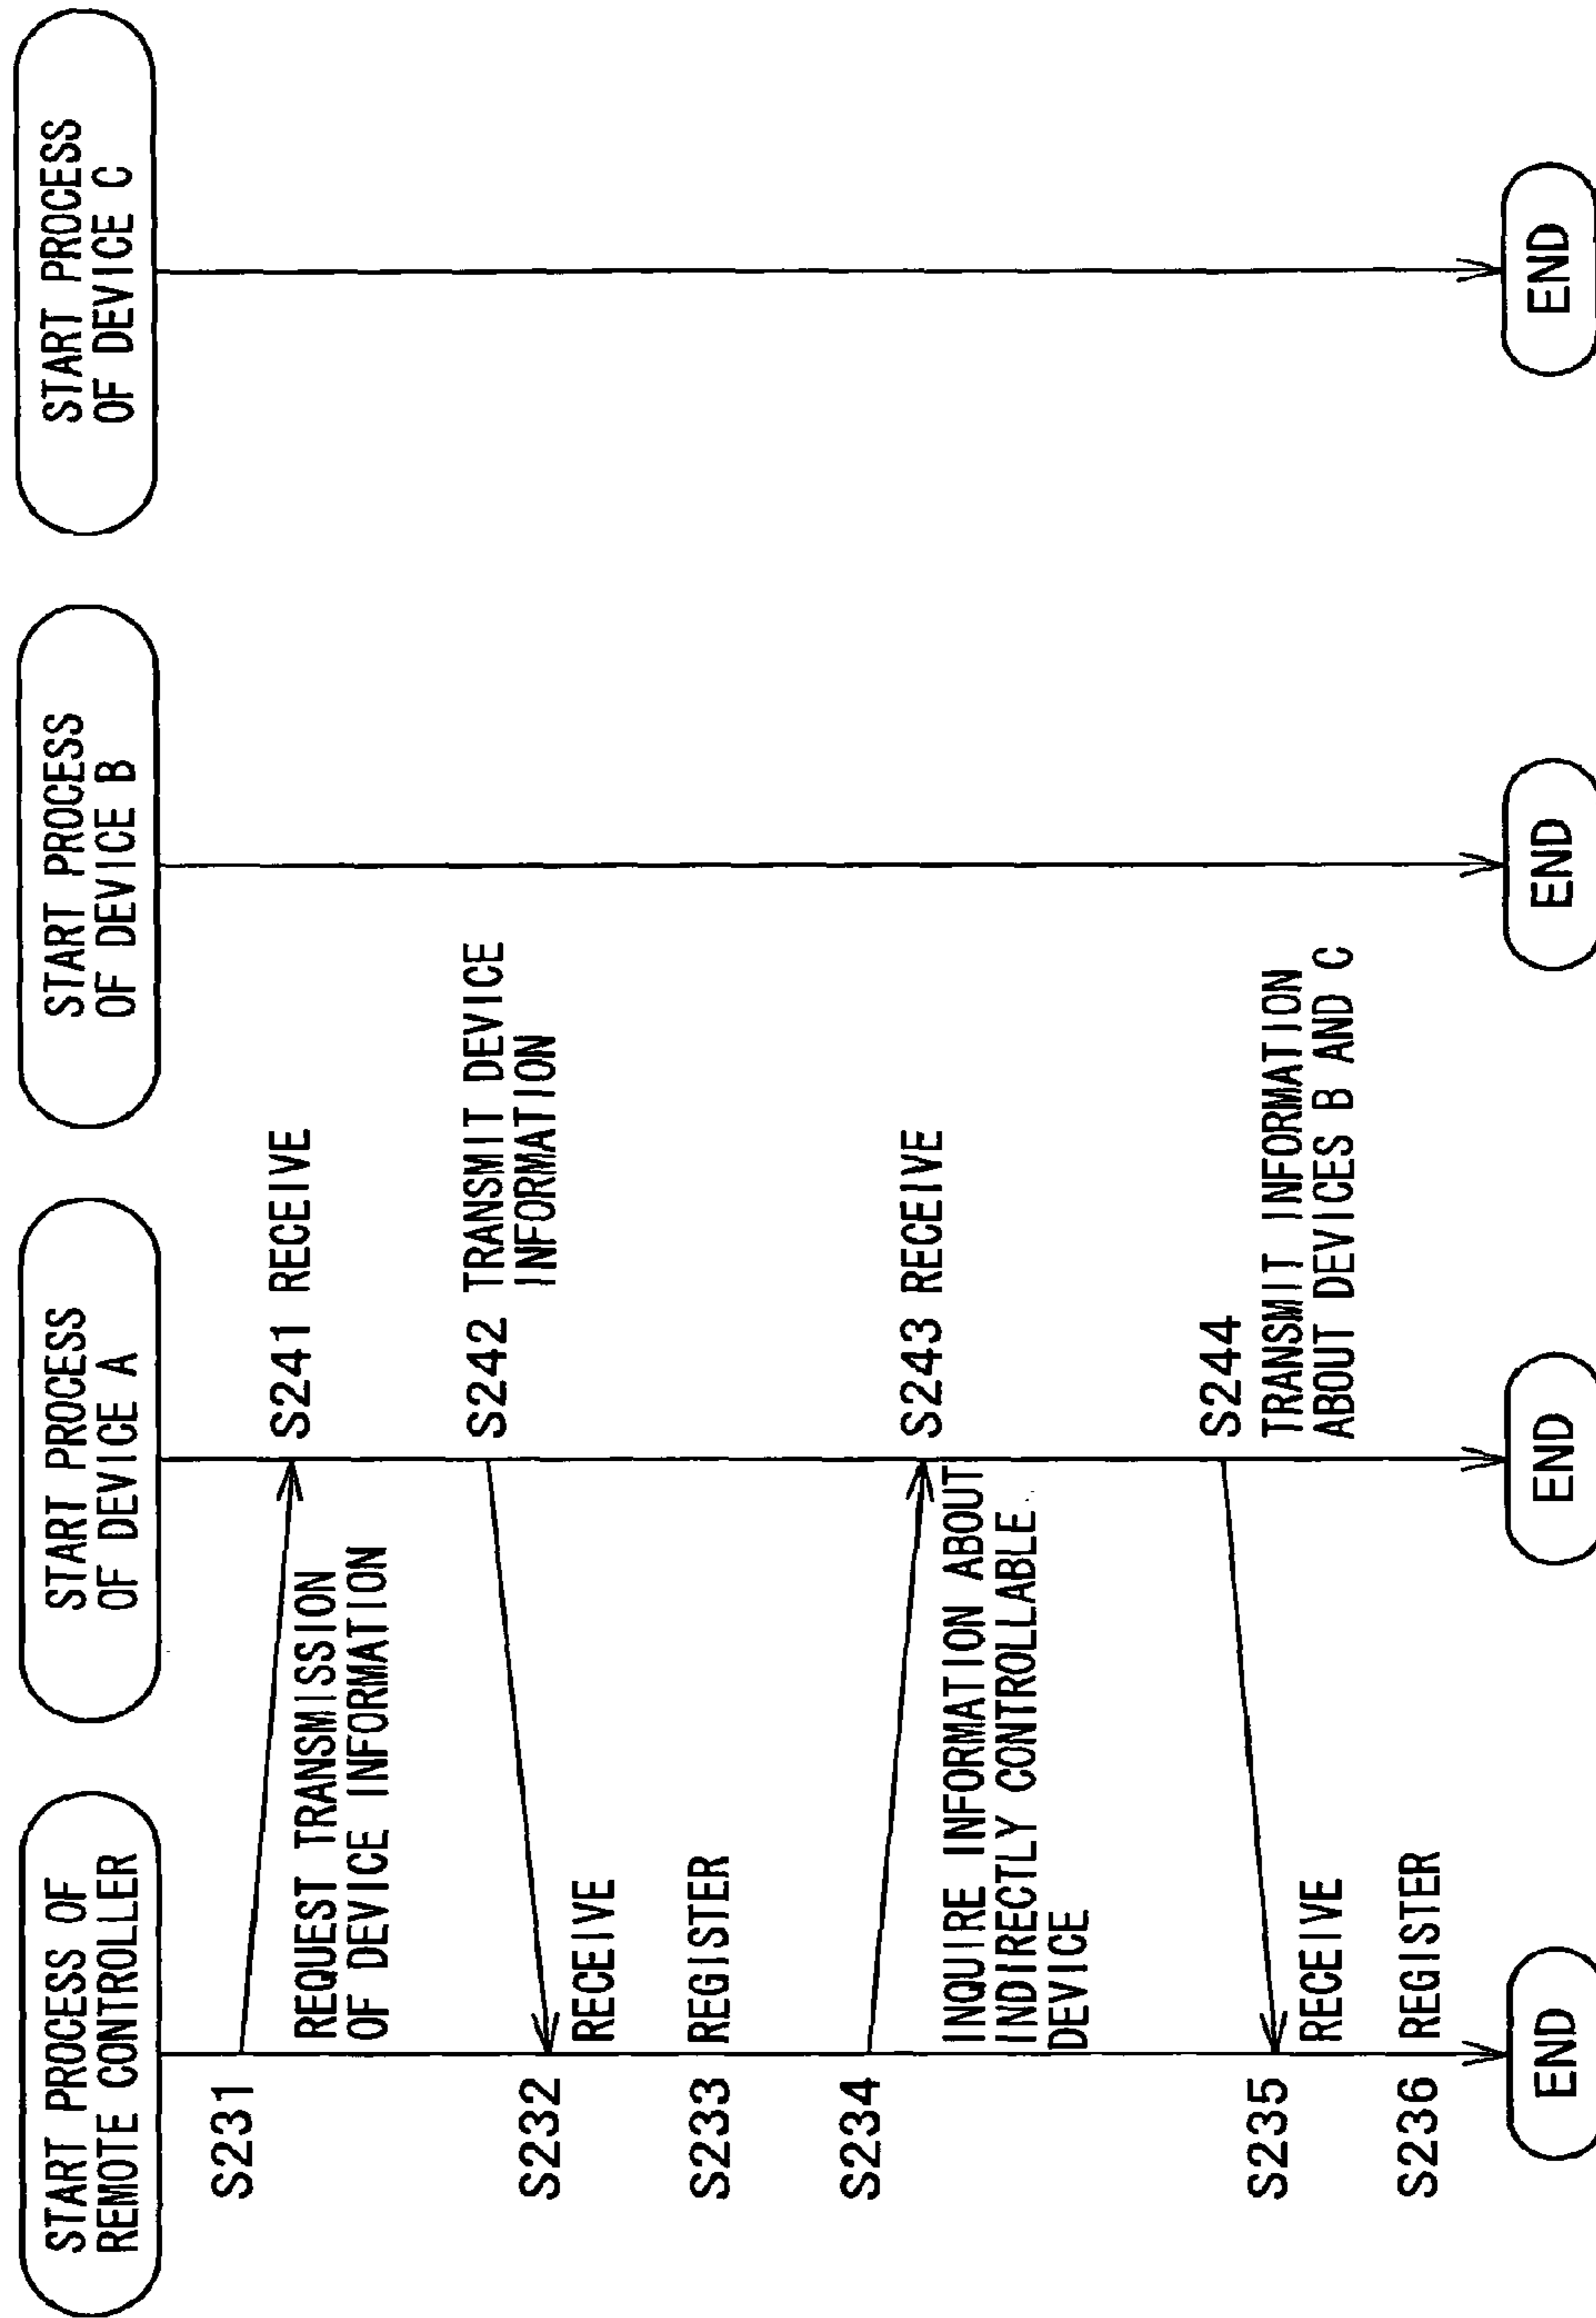 START PROCESS OF
REMOTE CONTROLLER
START PROCESS
OF DEVICE A
START PROCESS
OF DEVICE B
START PROCESS
OF DEVICE C
S231
REQUEST TRANSMISSION
OF DEVICE INFORMATION
S241 RECEIVE
S242 TRANSMIT DEVICE
INFORMATION
S232
RECEIVE
S233
REGISTER
S234
INQUIRE INFORMATION ABOUT
INDIRECTLY CONTROLLABLE
DEVICE
S243 RECEIVE
S244
TRANSMIT INFORMATION
ABOUT DEVICES B AND C
S235
RECEIVE
S236
REGISTER
END
END
END
END